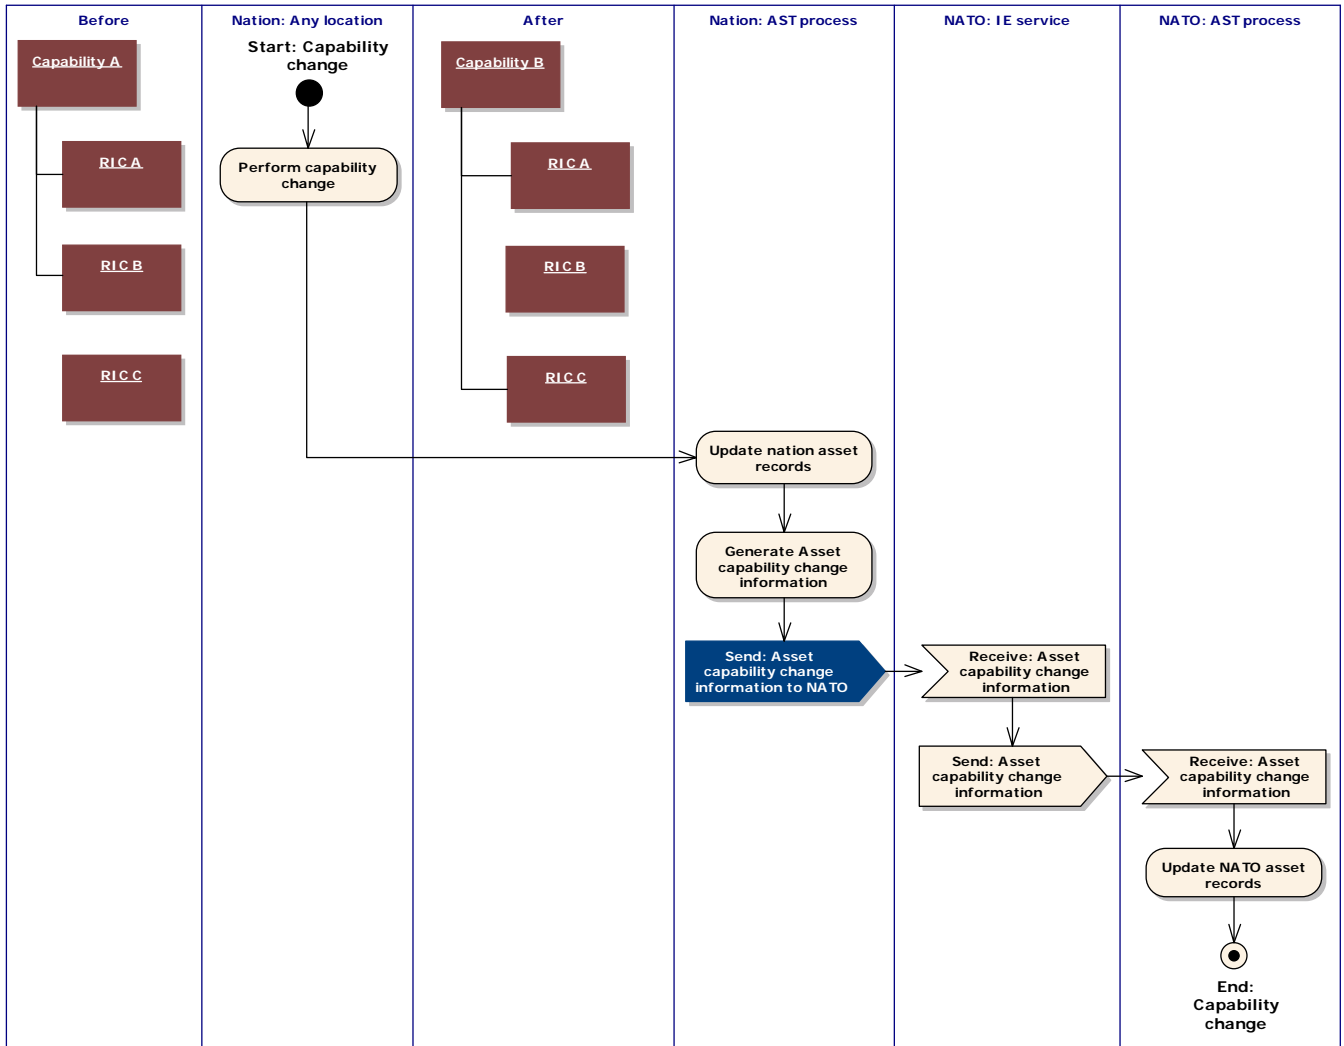 Before
Nation: Any location
After
Nation: AST process
NATO: IE service
NATO: AST process
Start: Capability
change
Capability A
RIC A
RIC B
RIC C
Perform capability
change
Capability B
RIC A
RIC B
RIC C
Update nation asset
records
Generate Asset
capability change
information
Send: Asset
capability change
information to NATO
Receive: Asset
capability change
information
Send: Asset
capability change
information
Receive: Asset
capability change
information
Update NATO asset
records
End:
Capability
change